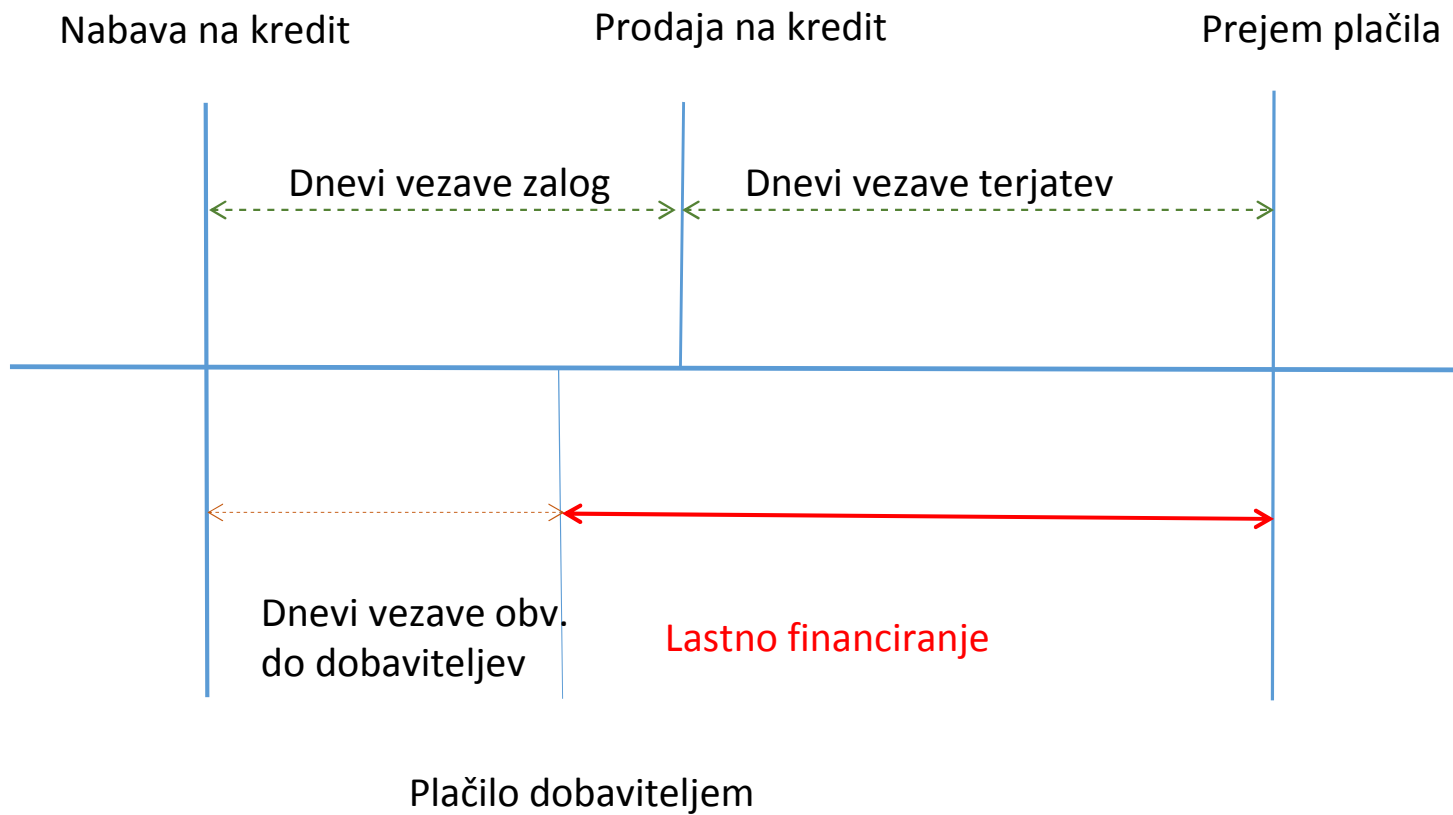 Nabava na kredit
Prodaja na kredit
Prejem plačila
Dnevi vezave zalog
Dnevi vezave terjatev
Dnevi vezave obv.
do dobaviteljev
Lastno financiranje
Plačilo dobaviteljem